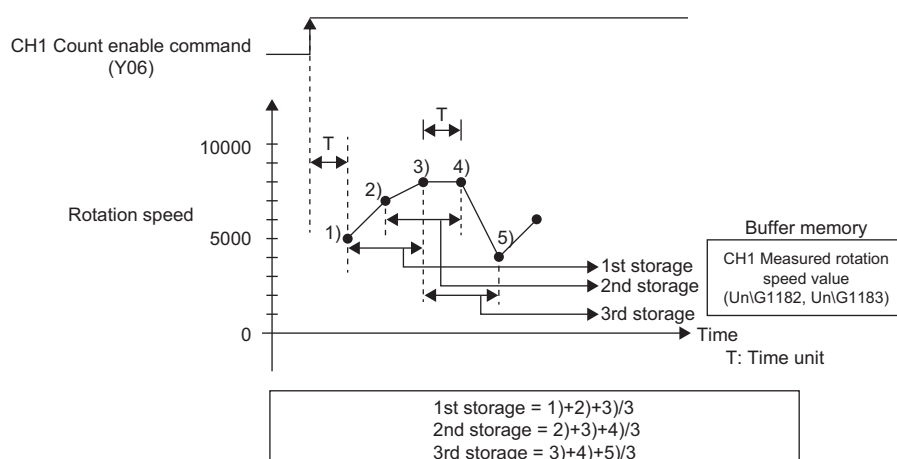 CH1 Count enable command
(Y06)
T
T
10000
3)
4)
2)
Rotation speed
1)
5)
5000
Buffer memory
CH1 Measured rotation
speed value
(Un\G1182, Un\G1183)
1st storage
2nd storage
3rd storage
0
Time
T: Time unit
1st storage = 1)+2)+3)/3
2nd storage = 2)+3)+4)/3
3rd storage = 3)+4)+5)/3